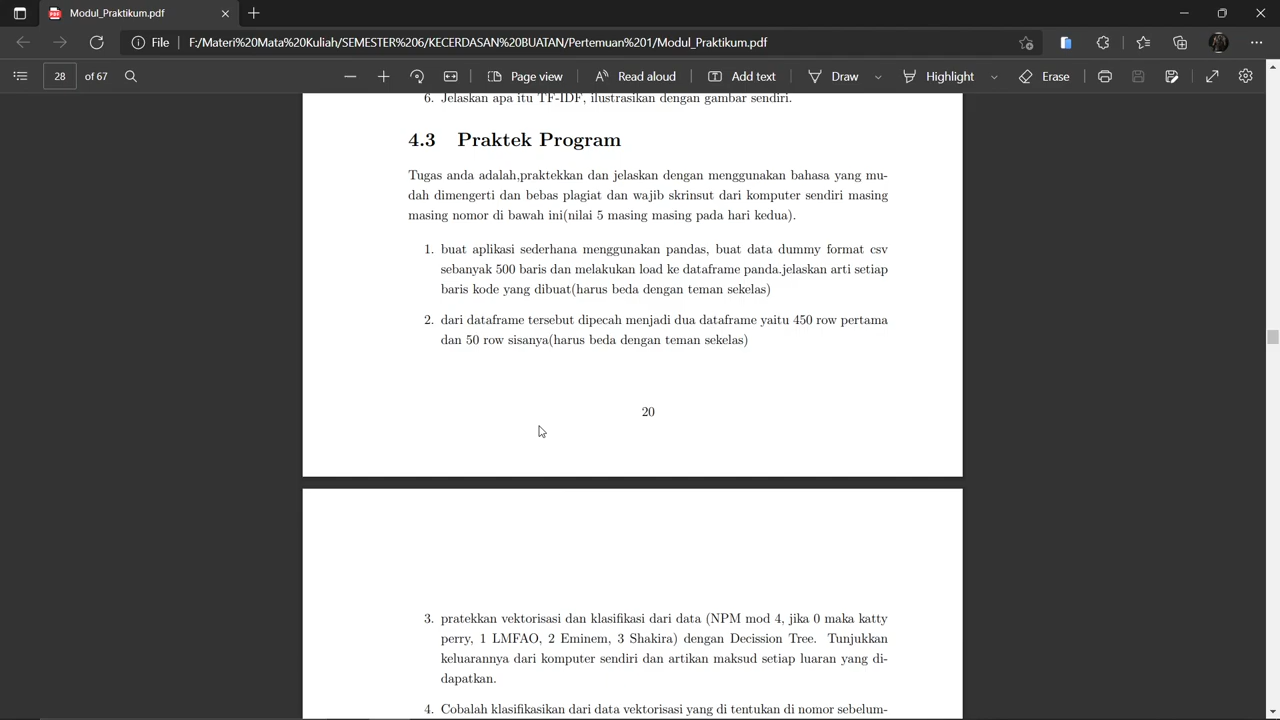 Modul_Praktikum.pdf
File
F:/Materi%20Mata%20Kuliah/SEMESTER%206/KECERDASAN%20BUATAN/Pertemuan%201/Modul_Praktikum.pdf
28 of 67
Page view
Read aloud
Add text
Draw
Highlight
Erase
6. Jelaskan apa itu TF-IDF, ilustrasikan dengan gambar sendiri.
4.3 Praktek Program
Tugas anda adalah,praktekkan dan jelaskan dengan menggunakan bahasa yang mu-
dah dimengerti dan bebas plagiat dan wajib skrinsut dari komputer sendiri masing
masing nomor di bawah ini(nilai 5 masing masing pada hari kedua).
1. buat aplikasi sederhana menggunakan pandas, buat data dummy format csv
sebanyak 500 baris dan melakukan load ke dataframe panda.jelaskan arti setiap
baris kode yang dibuat(harus beda dengan teman sekelas)
2. dari dataframe tersebut dipecah menjadi dua dataframe yaitu 450 row pertama
dan 50 row sisanya(harus beda dengan teman sekelas)
20
3. pratekkan vektorisasi dan klasifikasi dari data (NPM mod 4, jika 0 maka katty
perry, 1 LMFAO, 2 Eminem, 3 Shakira) dengan Decission Tree. Tunjukkan
keluarannya dari komputer sendiri dan artikan maksud setiap luaran yang di-
dapatkan.
4. Cobalah klasifikasikan dari data vektorisasi yang di tentukan di nomor sebelum-